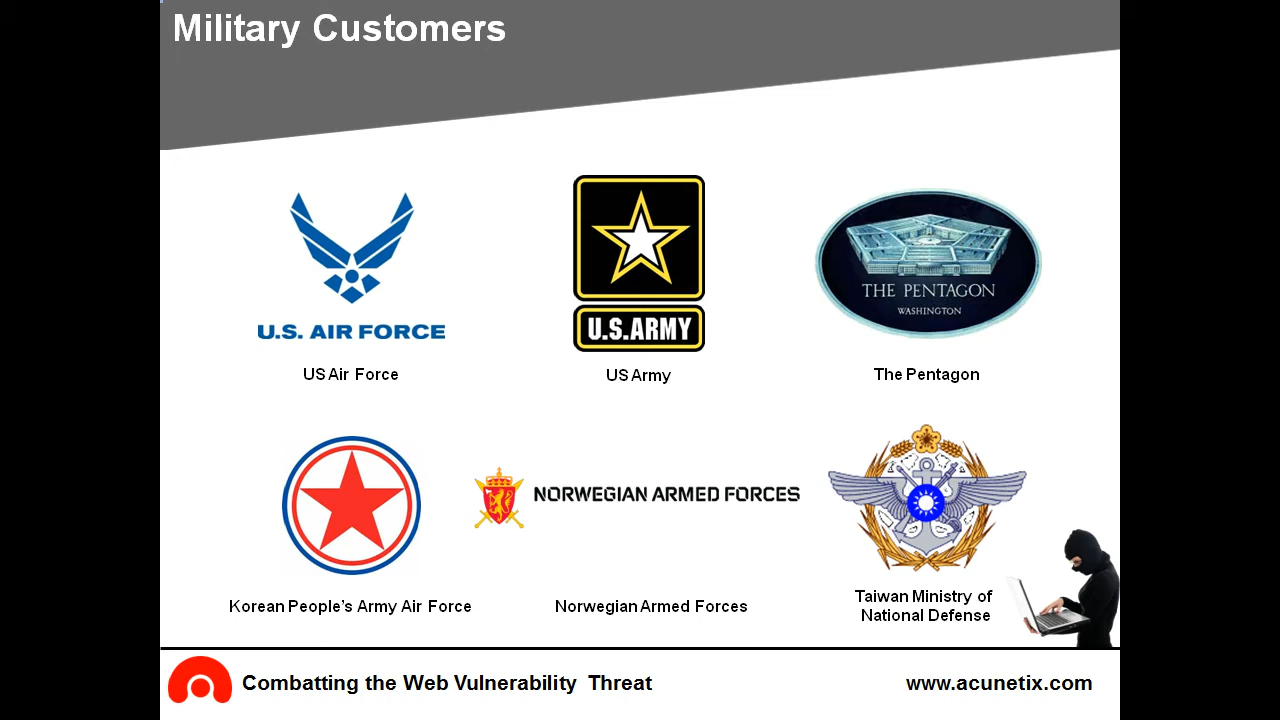 Military Customers
U.S. AIR FORCE
U.S.ARMY
THE PENTAGON
WASHINGTON
US Air Force
US Army
The Pentagon
NORWEGIAN ARMED FORCES
Korean People's Army Air Force
Norwegian Armed Forces
Taiwan Ministry of
National Defense
Combatting the Web Vulnerability Threat
www.acunetix.com